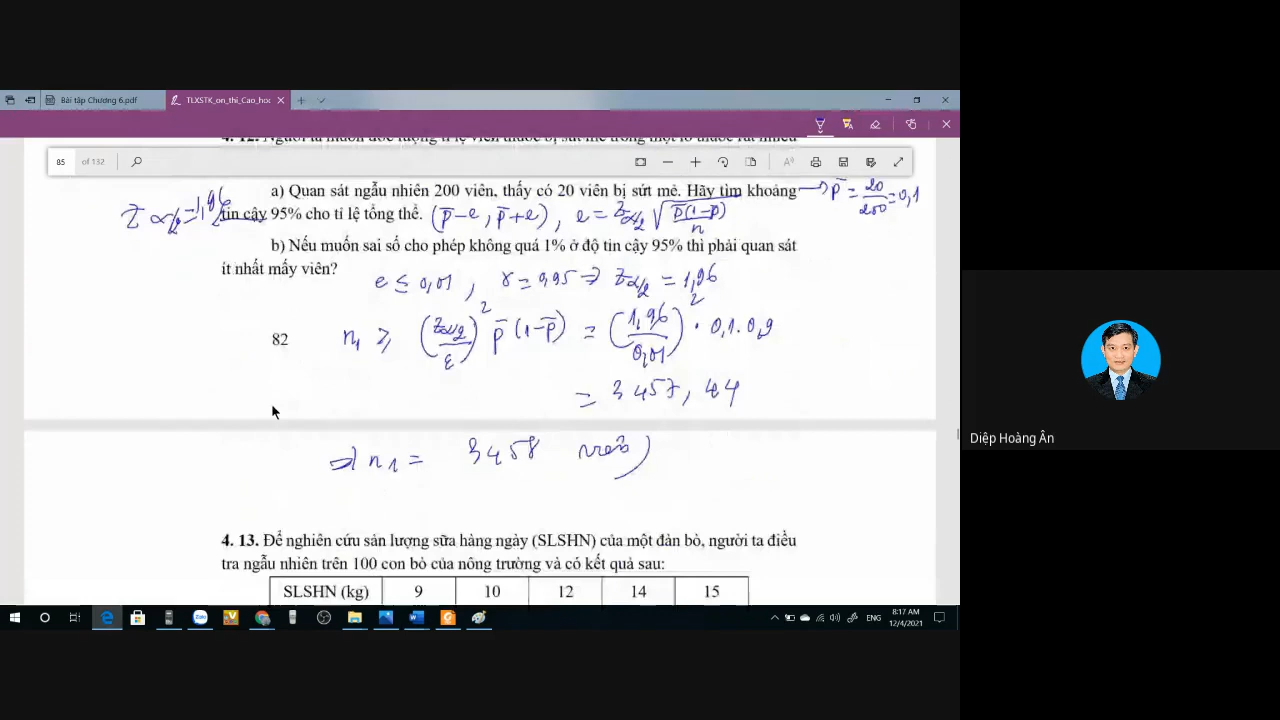 Bài tập Chương 6.pdf
TLXSTK_on_thi_Cao_học
85 of 132
a) Quan sát ngẫu nhiên 200 viên, thấy có 20 viên bị sứt mẻ. Hãy tìm khoảng → p̄ = 20/200 = 0,1
z α/2 = 1,96
tin cậy 95% cho tỉ lệ tổng thể. (p̄ − e, p̄ + e), e = z α/2 √(p̄(1−p̄)/n)
b) Nếu muốn sai số cho phép không quá 1% ở độ tin cậy 95% thì phải quan sát
ít nhất mấy viên?
e ≤ 0,01, γ = 0,95 ⇒ z α/2 = 1,96
82
n₁ ≥ (z α/2 / ε)² p̄ (1−p̄) = (1,96 / 0,01)² . 0,1 . 0,9
= 3457,44
⇒ n₁ = 3458 viên
4. 13. Để nghiên cứu sản lượng sữa hàng ngày (SLSHN) của một đàn bò, người ta điều
tra ngẫu nhiên trên 100 con bò của nông trường và có kết quả sau:
SLSHN (kg) 9 10 12 14 15
Diệp Hoàng Ân
ENG
8:17 AM
12/4/2021